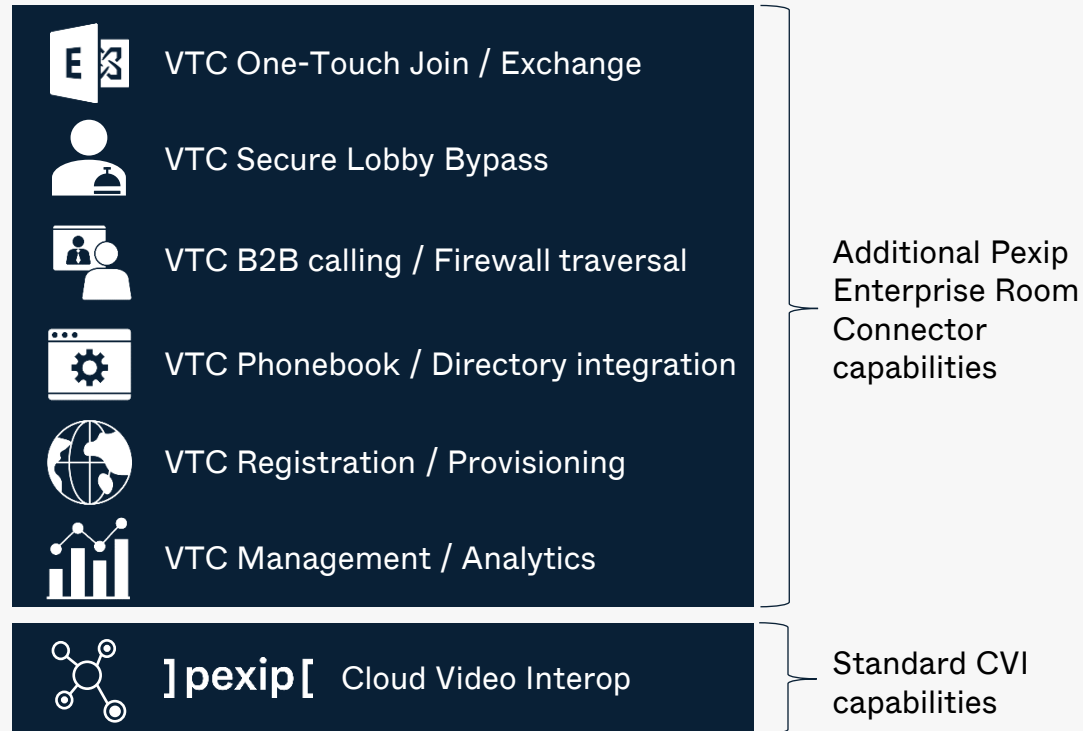 E
VTC One-Touch Join / Exchange
VTC Secure Lobby Bypass
VTC B2B calling / Firewall traversal
VTC Phonebook / Directory integration
VTC Registration / Provisioning
VTC Management / Analytics
Additional Pexip
Enterprise Room
Connector
capabilities
]pexip[ Cloud Video Interop
Standard CVI
capabilities